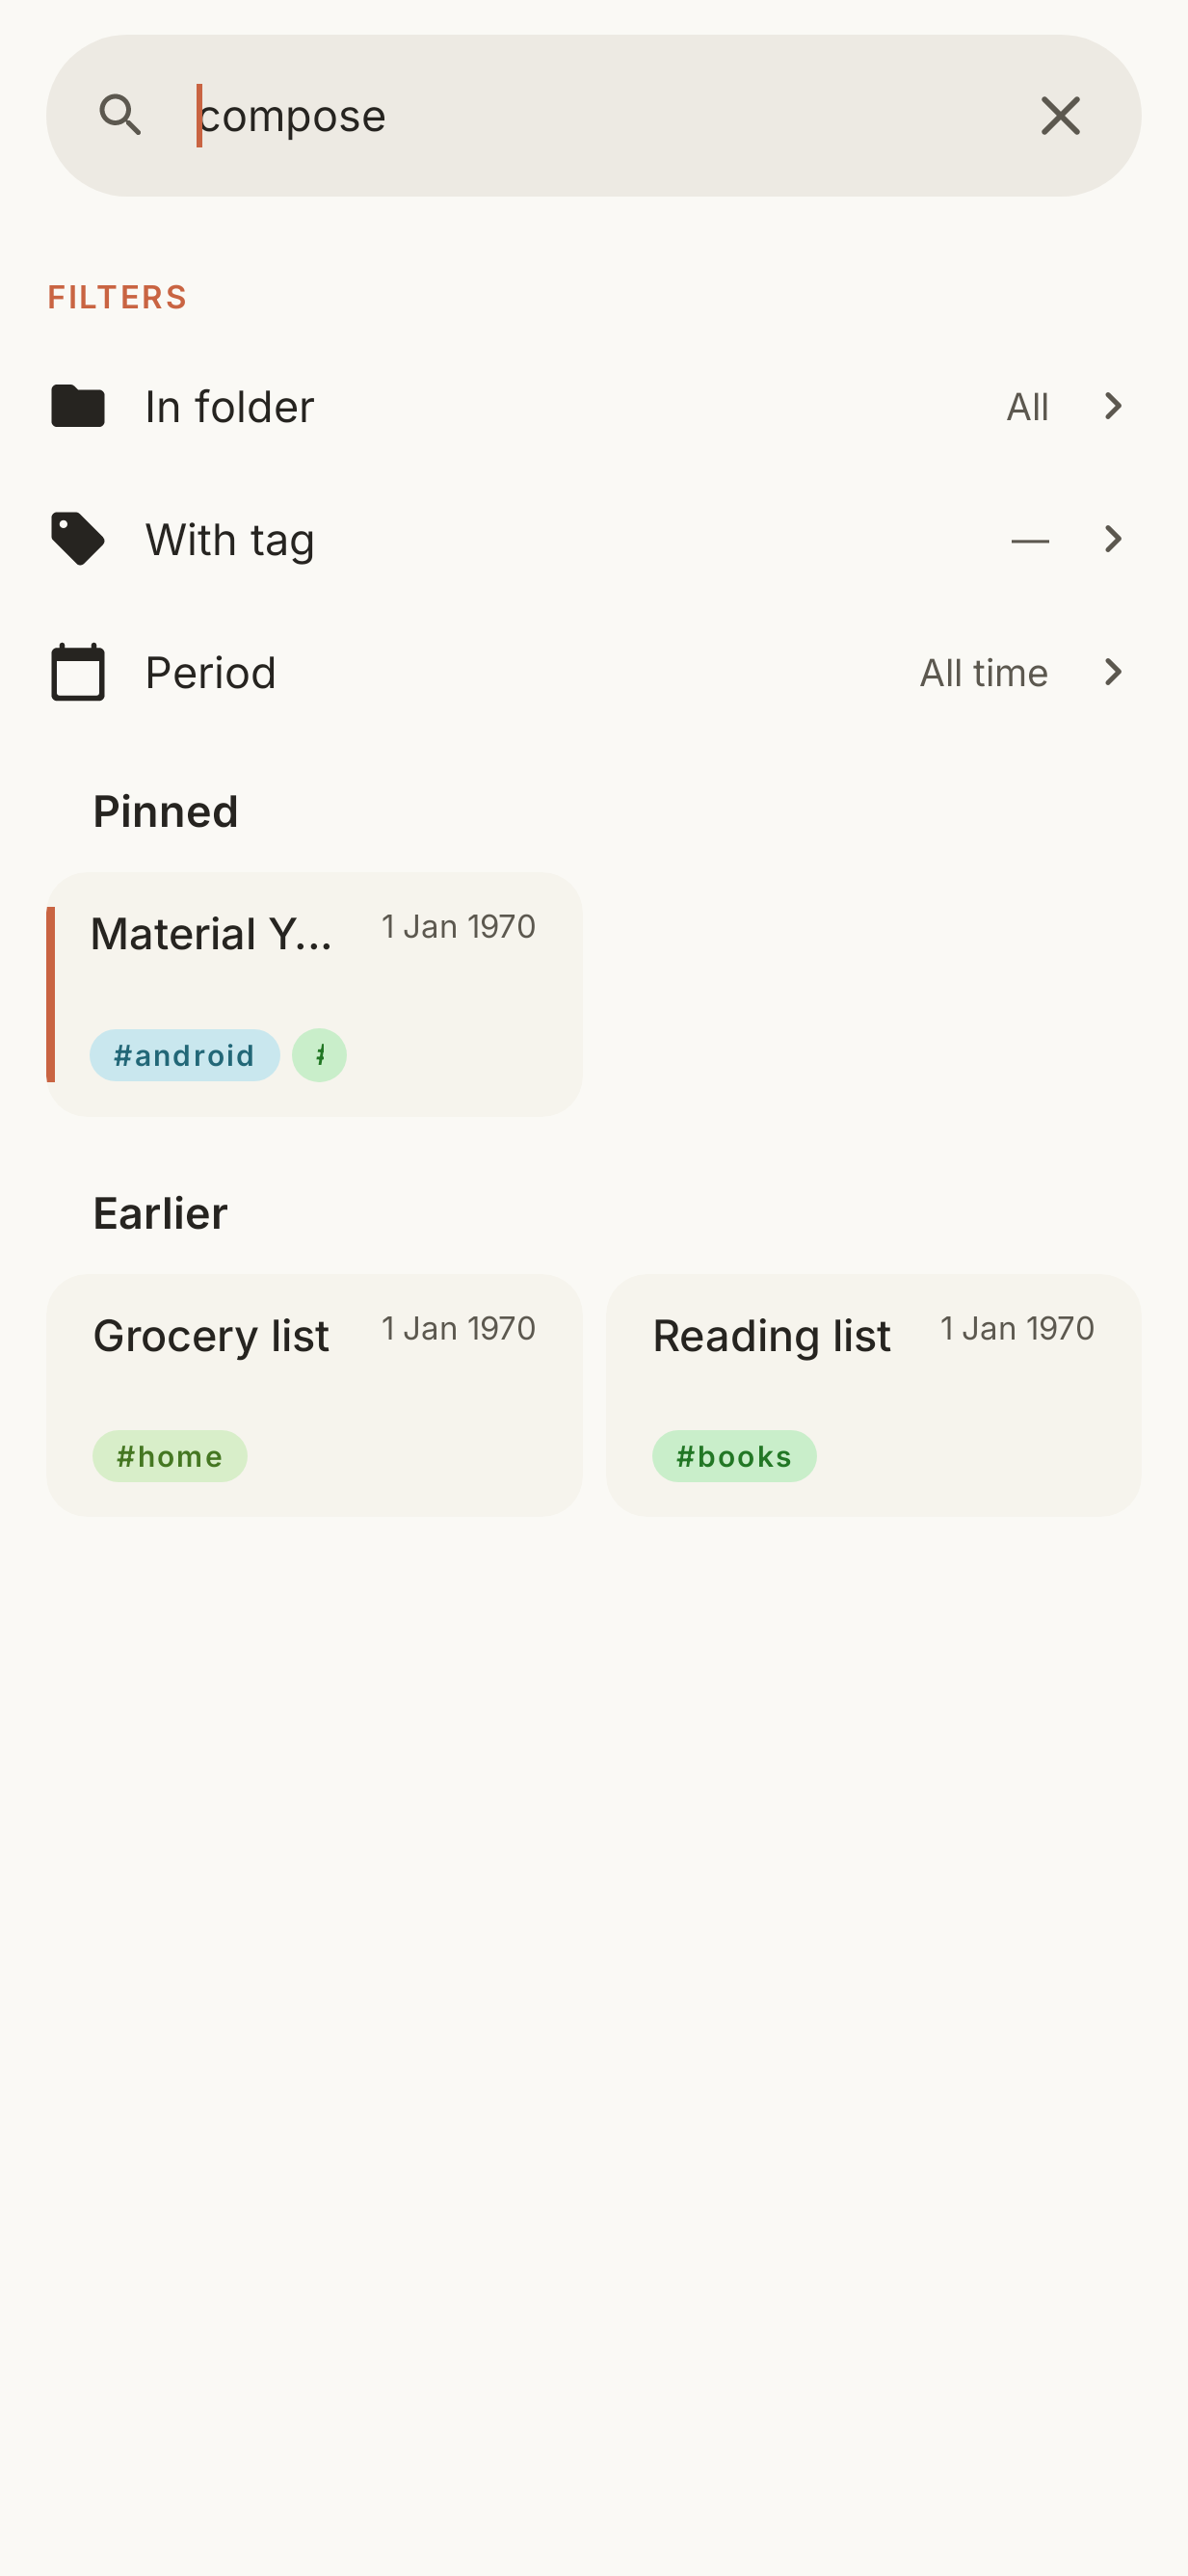 compose
FILTERS
In folder All
With tag —
Period All time
Pinned
Material Y... 1 Jan 1970
#android
Earlier
Grocery list 1 Jan 1970
Reading list 1 Jan 1970
#home
#books